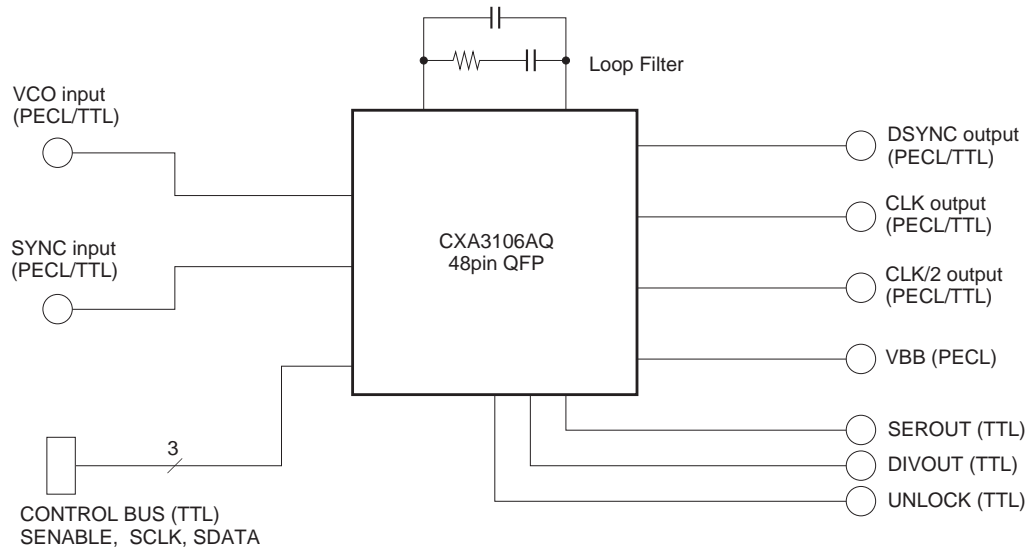 Loop Filter
VCO input
(PECL/TTL)
SYNC input
(PECL/TTL)
3
CONTROL BUS (TTL)
SENABLE, SCLK, SDATA
CXA3106AQ
48pin QFP
DSYNC output
(PECL/TTL)
CLK output
(PECL/TTL)
CLK/2 output
(PECL/TTL)
VBB (PECL)
SEROUT (TTL)
DIVOUT (TTL)
UNLOCK (TTL)